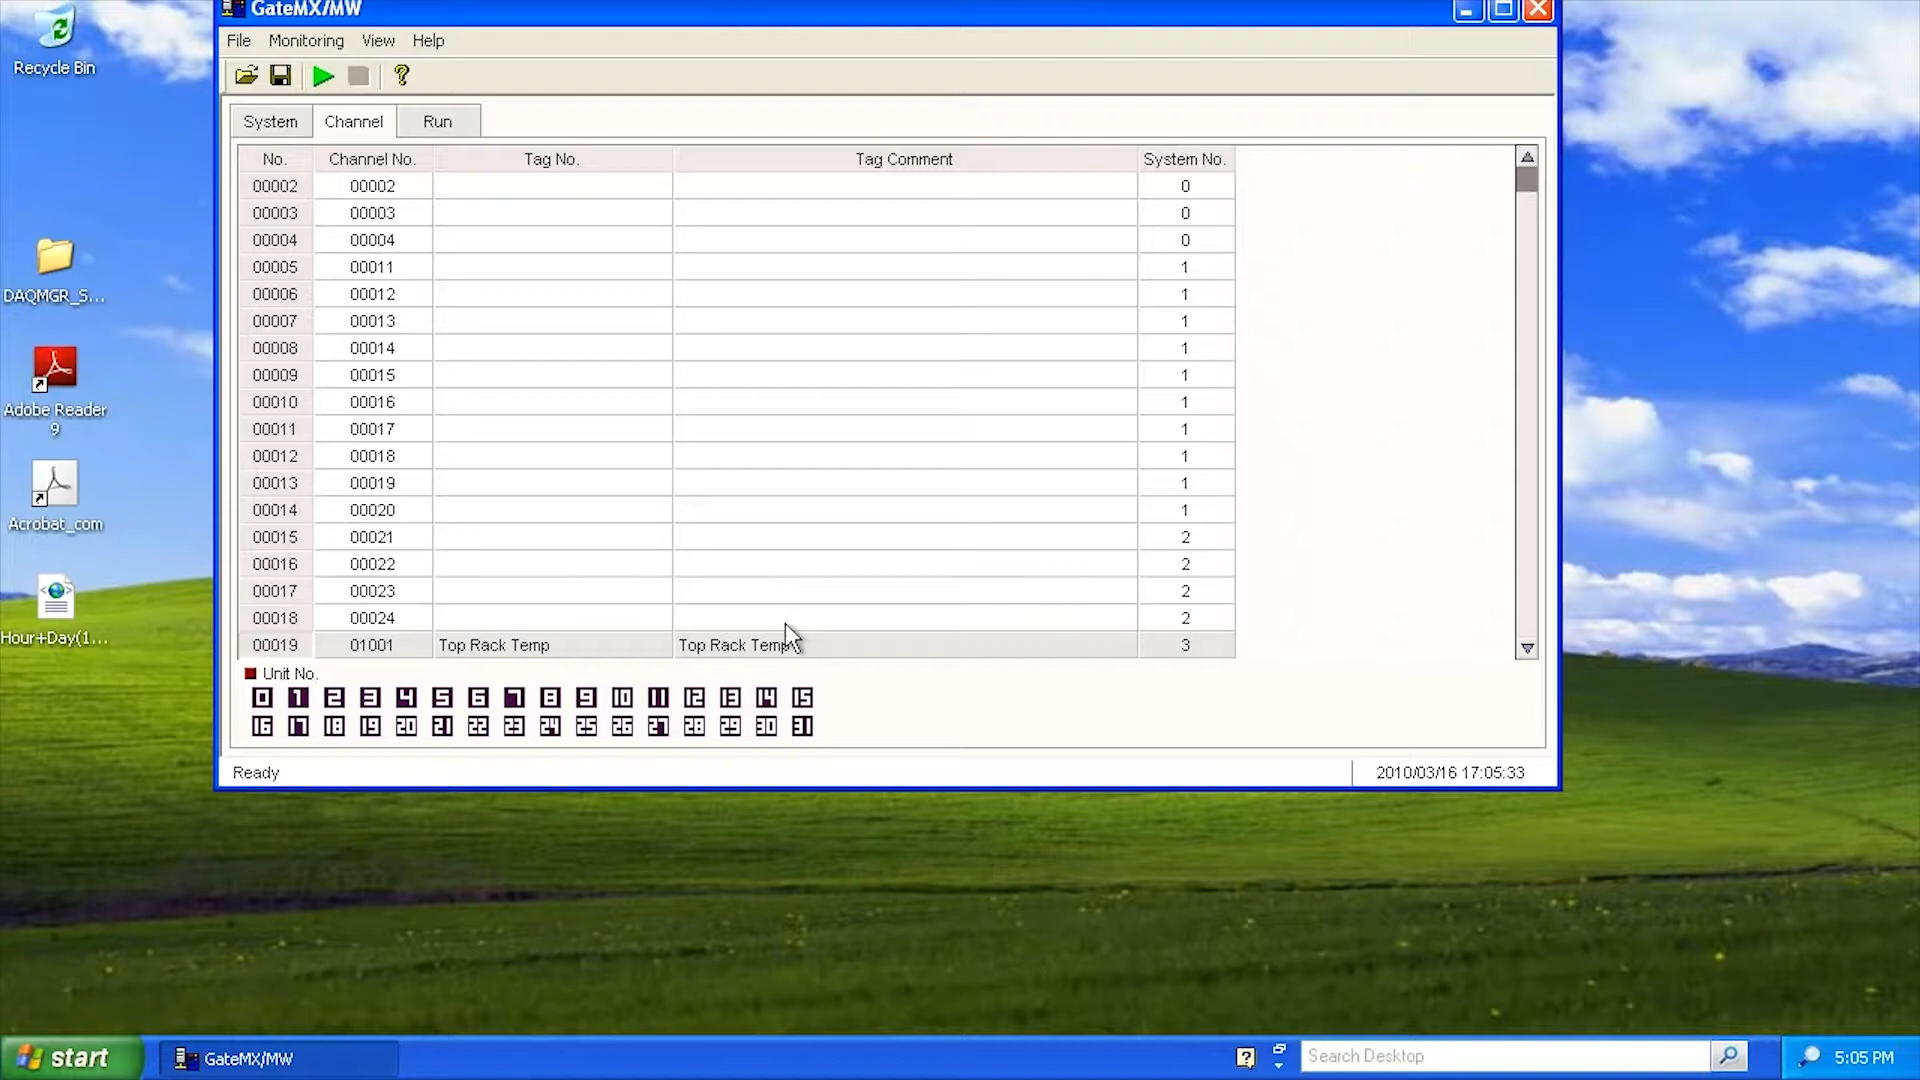 GateMX/MW
File Monitoring View Help
System Channel Run
No. Channel No. Tag No. Tag Comment System No.
00002 00002 0
00003 00003 0
00004 00004 0
00005 00011 1
00006 00012 1
00007 00013 1
00008 00014 1
00009 00015 1
00010 00016 1
00011 00017 1
00012 00018 1
00013 00019 1
00014 00020 1
00015 00021 2
00016 00022 2
00017 00023 2
00018 00024 2
00019 01001 Top Rack Temp Top Rack Temp 3
Unit No.
0 1 2 3 4 5 6 7 8 9 10 11 12 13 14 15
16 17 18 19 20 21 22 23 24 25 26 27 28 29 30 31
Ready 2010/03/16 17:05:33
Recycle Bin
DAQMGR_S...
Adobe Reader
9
Acrobat_com
Hour+Day(1...
start GateMX/MW Search Desktop 5:05 PM